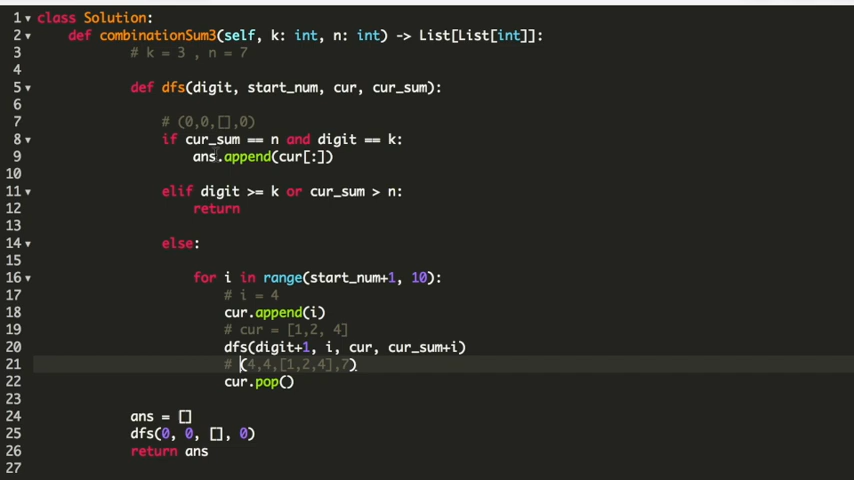 1 class Solution:
2 def combinationSum3(self, k: int, n: int) -> List[List[int]]:
3 # k = 3 , n = 7
4
5 def dfs(digit, start_num, cur, cur_sum):
6
7 # (0,0,[],0)
8 if cur_sum == n and digit == k:
9 ans.append(cur[:])
10
11 elif digit >= k or cur_sum > n:
12 return
13
14 else:
15
16 for i in range(start_num+1, 10):
17 # i = 4
18 cur.append(i)
19 # cur = [1,2, 4]
20 dfs(digit+1, i, cur, cur_sum+i)
21 # (4,4,[1,2,4],7)
22 cur.pop()
23
24 ans = []
25 dfs(0, 0, [], 0)
26 return ans
27